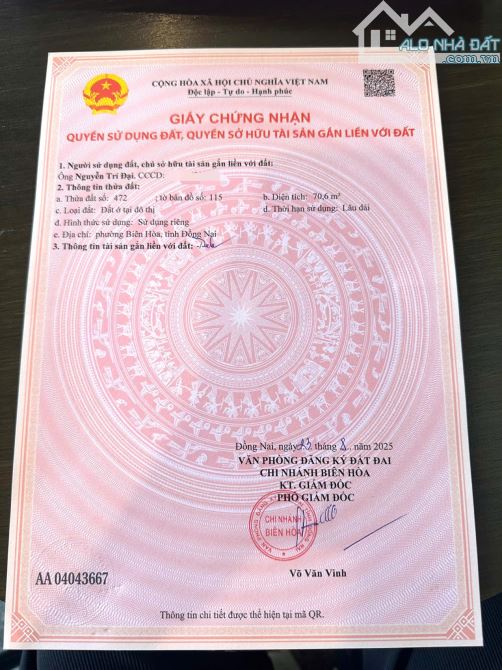 ALO NHÀ ĐẤT
.com.vn
CỘNG HÒA XÃ HỘI CHỦ NGHĨA VIỆT NAM
Độc lập - Tự do - Hạnh phúc
GIẤY CHỨNG NHẬN
QUYỀN SỬ DỤNG ĐẤT, QUYỀN SỞ HỮU TÀI SẢN GẮN LIỀN VỚI ĐẤT
1. Người sử dụng đất, chủ sở hữu tài sản gắn liền với đất:
Ông Nguyễn Trí Đại, CCCD:
2. Thông tin thửa đất:
a. Thửa đất số: 472 ; tờ bản đồ số: 115 b. Diện tích: 70,6 m²
c. Loại đất: Đất ở tại đô thị d. Thời hạn sử dụng: Lâu dài
đ. Hình thức sử dụng: Sử dụng riêng
e. Địa chỉ: phường Biên Hòa, tỉnh Đồng Nai
3. Thông tin tài sản gắn liền với đất:
Đồng Nai, ngày 23 tháng 8 năm 2025
VĂN PHÒNG ĐĂNG KÝ ĐẤT ĐAI
CHI NHÁNH BIÊN HÒA
KT. GIÁM ĐỐC
PHÓ GIÁM ĐỐC
CHI NHÁNH
BIÊN HÒA
Võ Văn Vinh
AA 04043667
Thông tin chi tiết được thể hiện tại mã QR.